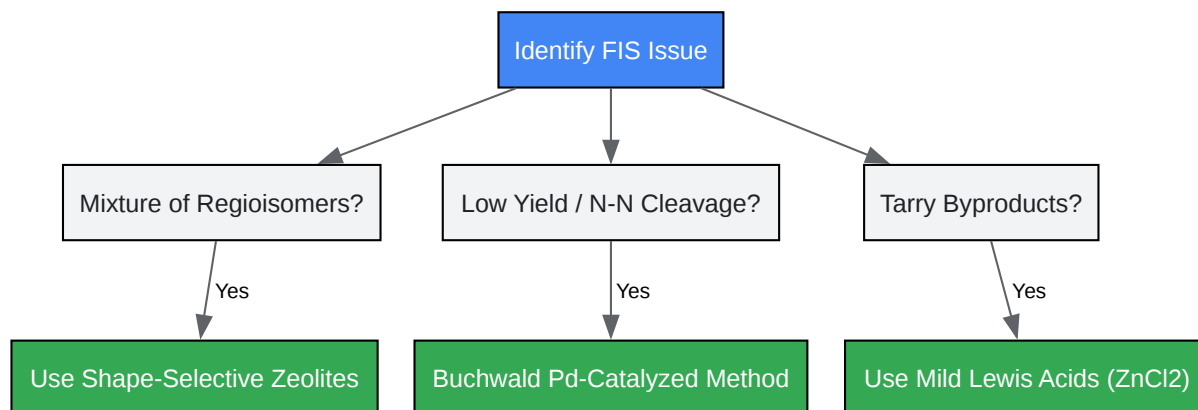 Identify FIS Issue
Mixture of Regioisomers?
Low Yield / N-N Cleavage?
Tarry Byproducts?
Yes
Yes
Yes
Use Shape-Selective Zeolites
Buchwald Pd-Catalyzed Method
Use Mild Lewis Acids (ZnCl2)